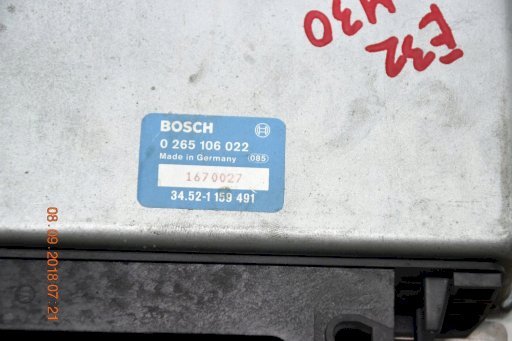 M30
E32
BOSCH
0 265 106 022
Made in Germany 085
1670027
34.52-1 159 491
08.09.2018 07:21